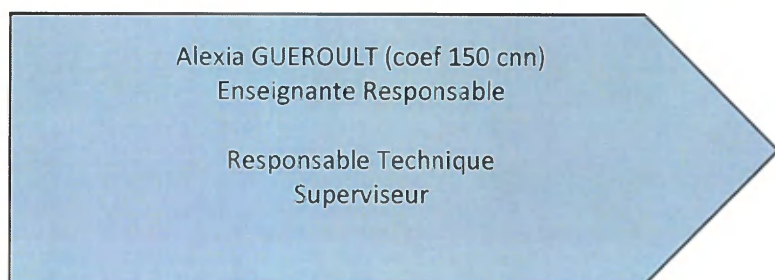 Alexia GUEROULT (coef 150 cnn)
Enseignante Responsable
Responsable Technique
Superviseur